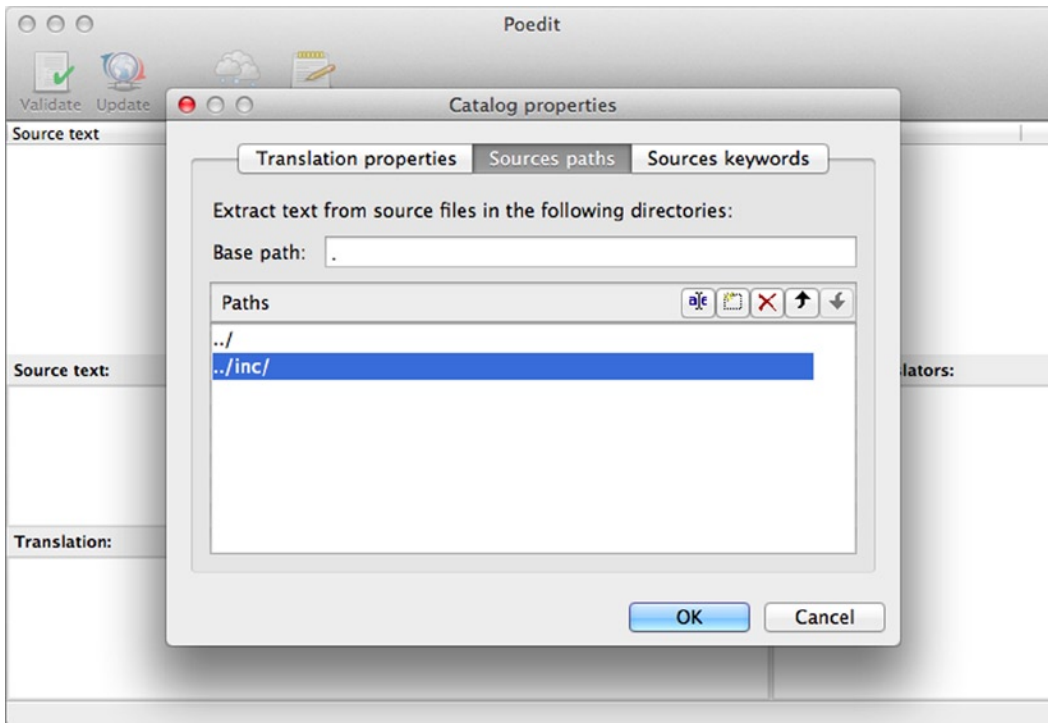 Poedit
Validate Update
Catalog properties
Source text
Translation properties Sources paths Sources keywords
Extract text from source files in the following directories:
Base path: .
Paths
../
../inc/
Source text:
lators:
Translation:
OK Cancel